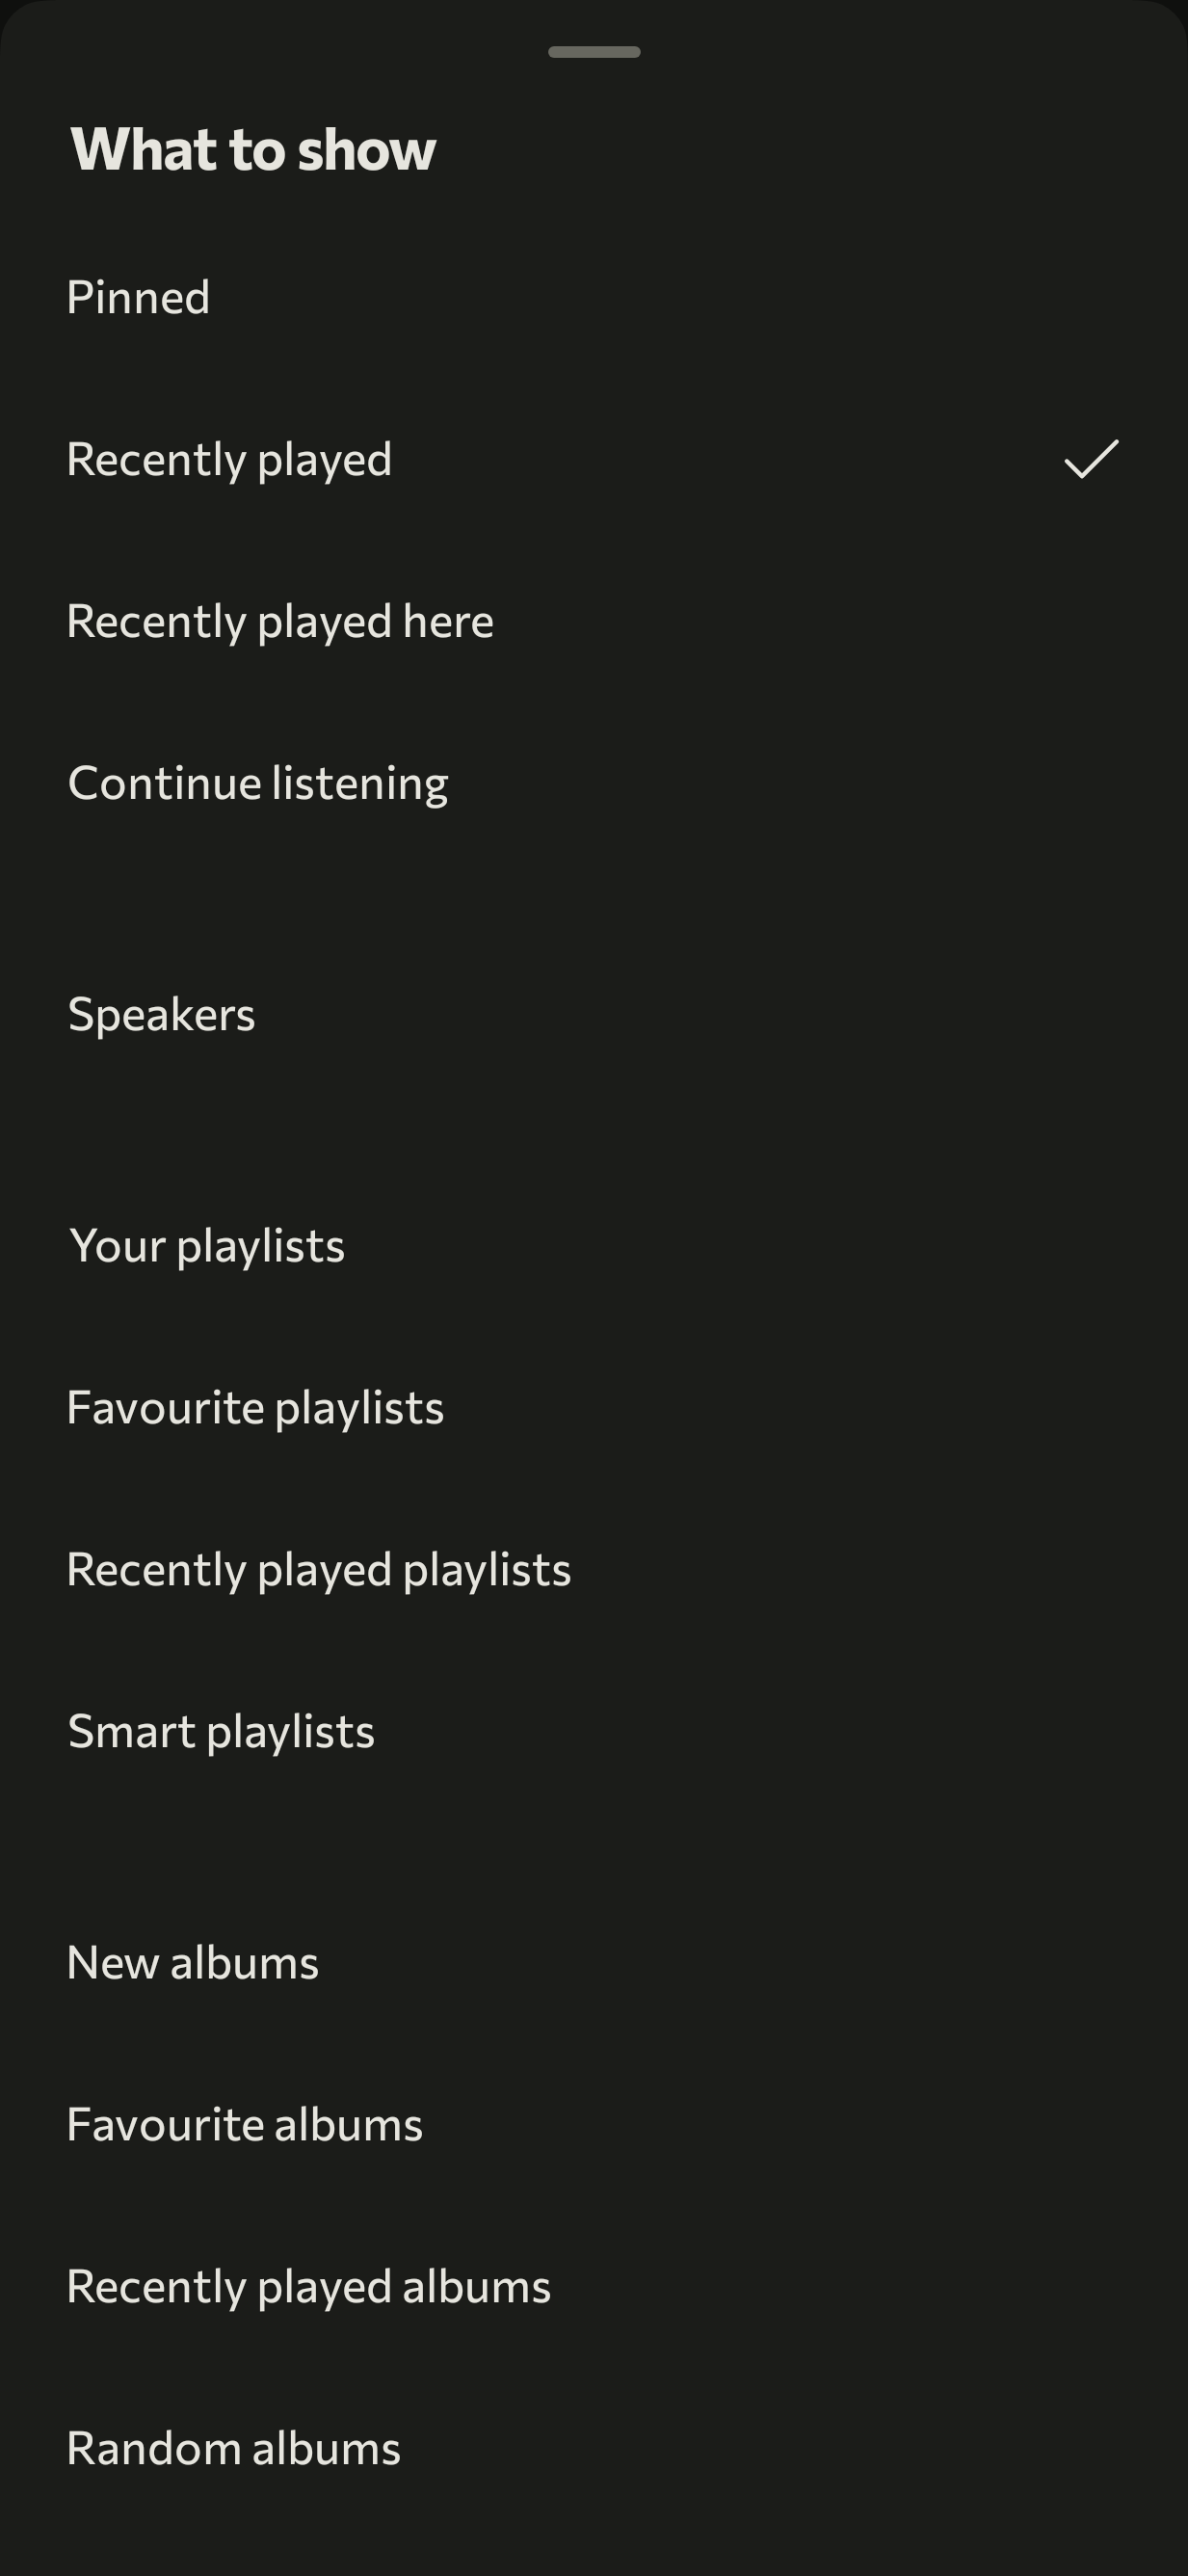 What to show
Pinned
Recently played
Recently played here
Continue listening
Speakers
Your playlists
Favourite playlists
Recently played playlists
Smart playlists
New albums
Favourite albums
Recently played albums
Random albums